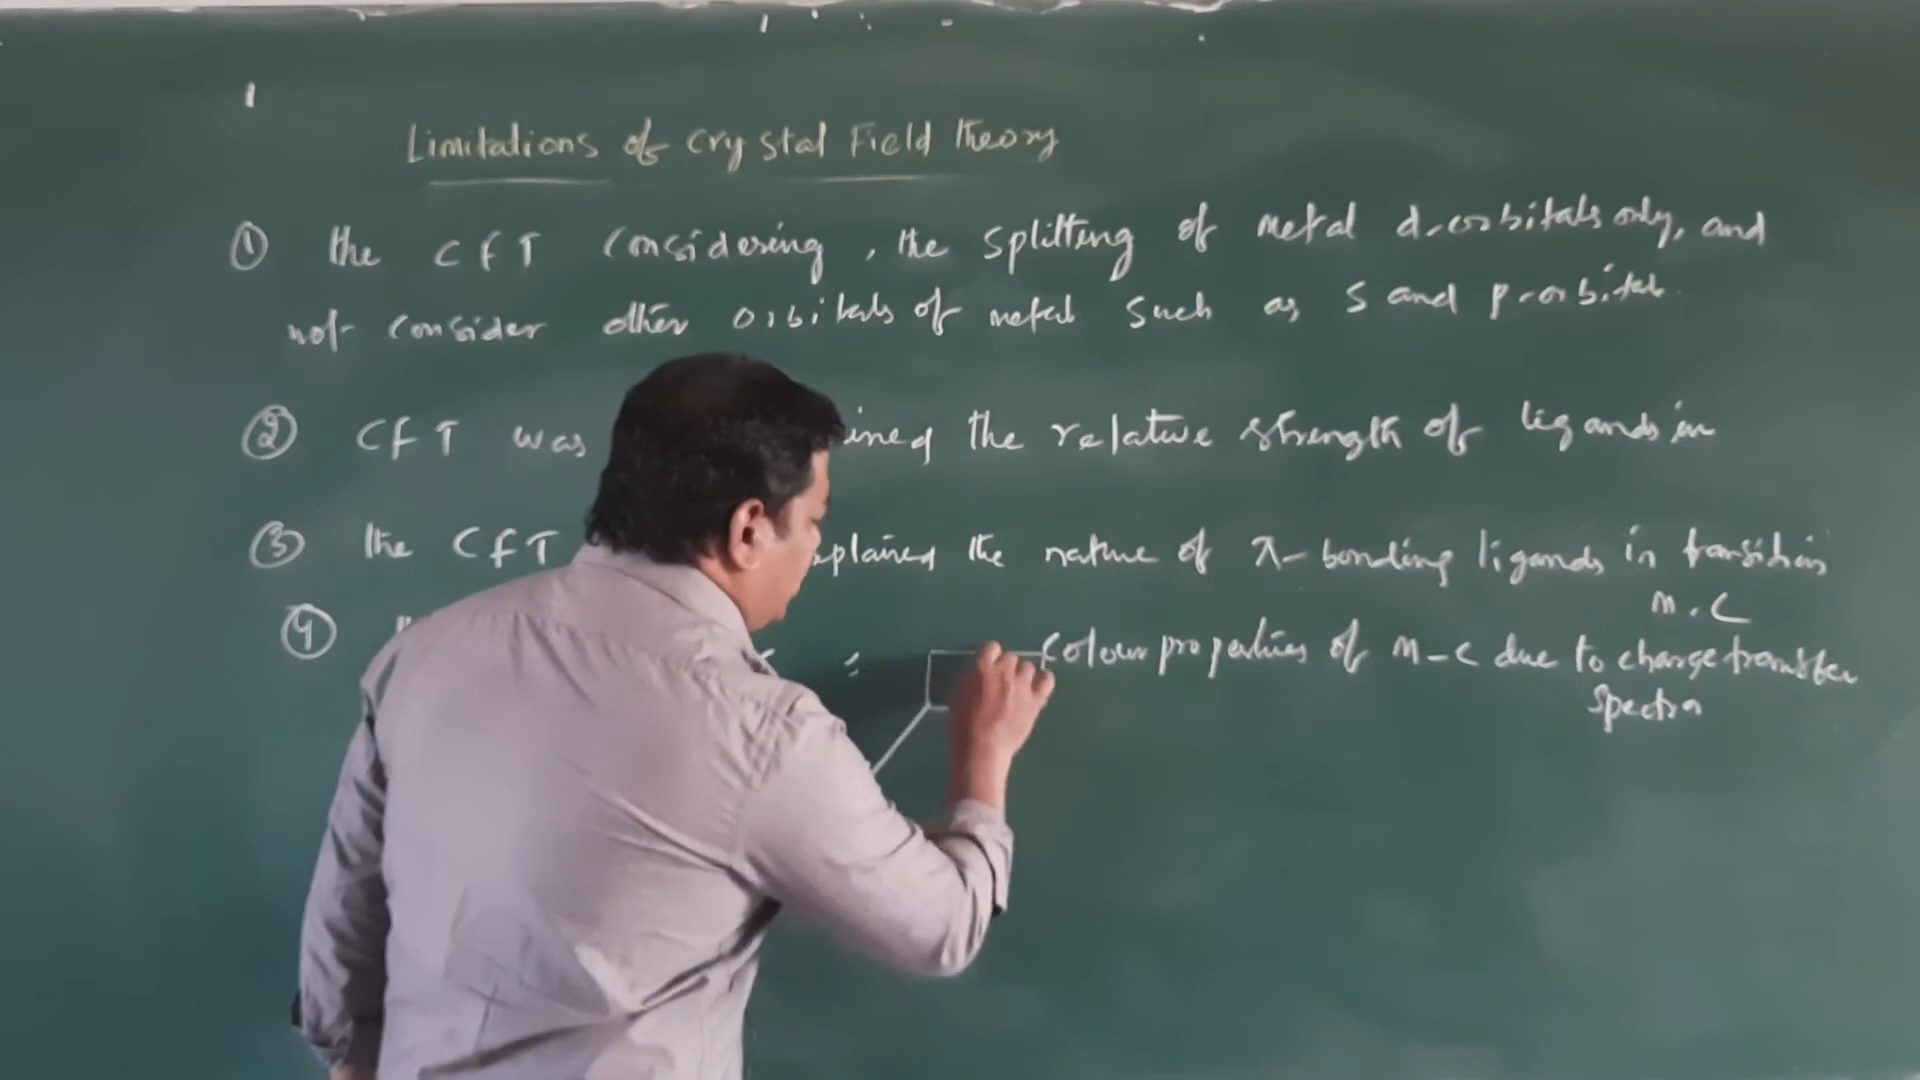 Limitations of Crystal Field theory
① the CFT Considering, the splitting of metal d-orbitals only, and
not consider other orbitals of metal such as s and p-orbitals.
② CFT was ined the relative strength of ligands in
③ the CFT xplained the nature of π-bonding ligands in transition
M.C
④ Colour properties of M-C due to charge transfer
spectra